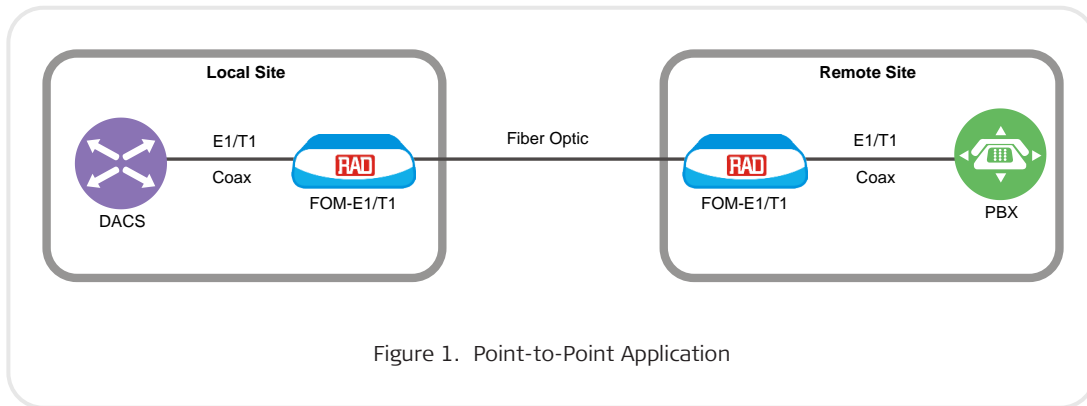 Local Site
Remote Site
E1/T1
Coax
DACS
RAD
FOM-E1/T1
Fiber Optic
RAD
FOM-E1/T1
E1/T1
Coax
PBX
Figure 1. Point-to-Point Application